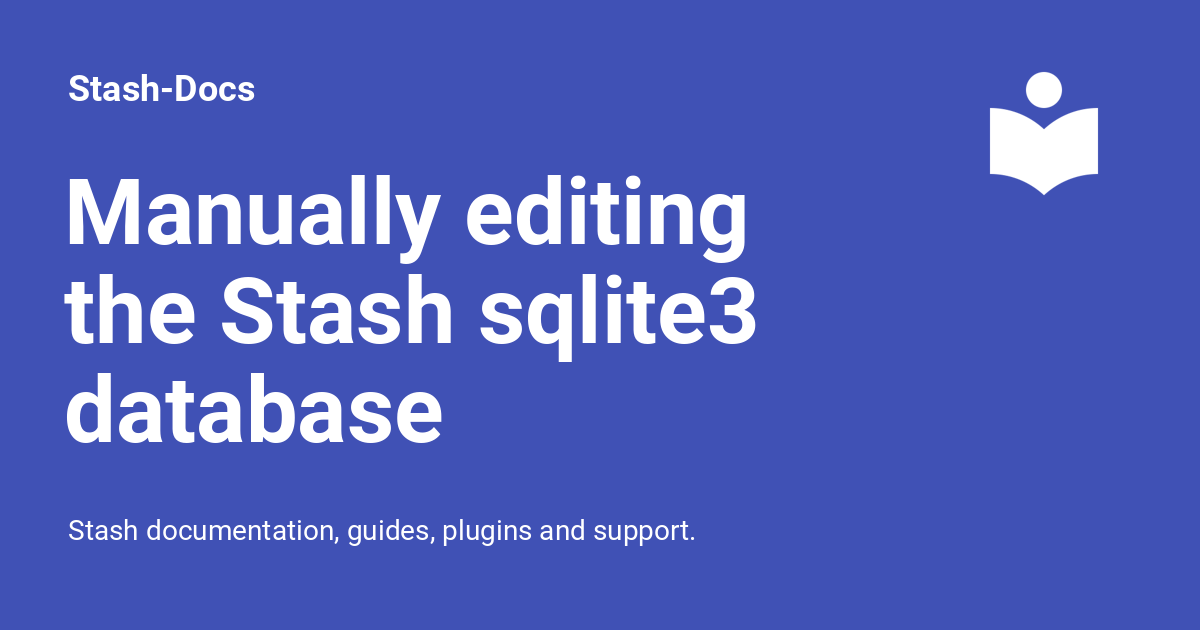 Stash-Docs
Manually editing
the Stash sqlite3
database
Stash documentation, guides, plugins and support.